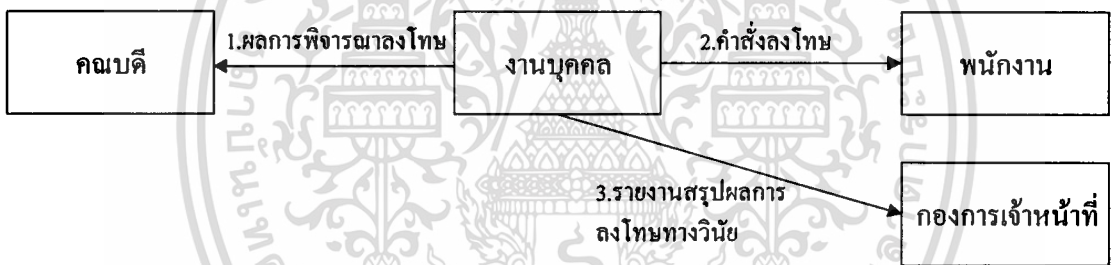 1.ผลการพิจารณาลงโทษ
2.คำสั่งลงโทษ
คณบดี
งานบุคคล
พนักงาน
3.รายงานสรุปผลการ
ลงโทษทางวินัย
กองการเจ้าหน้าที่